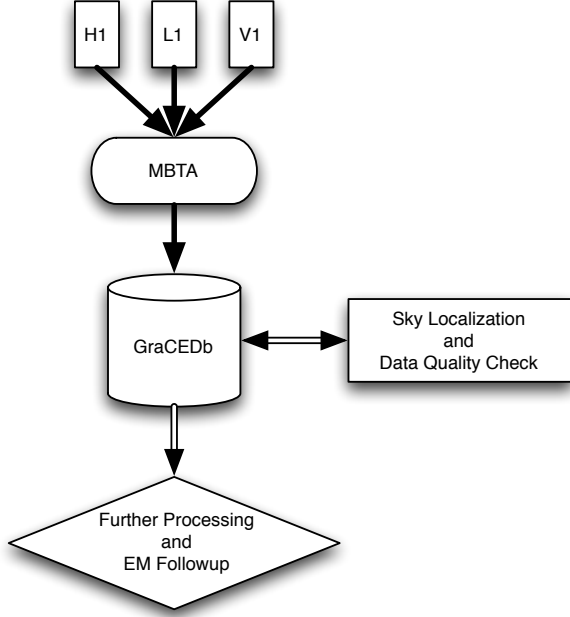 H1
L1
V1
MBTA
GraCEDb
Sky Localization
and
Data Quality Check
Further Processing
and
EM Followup